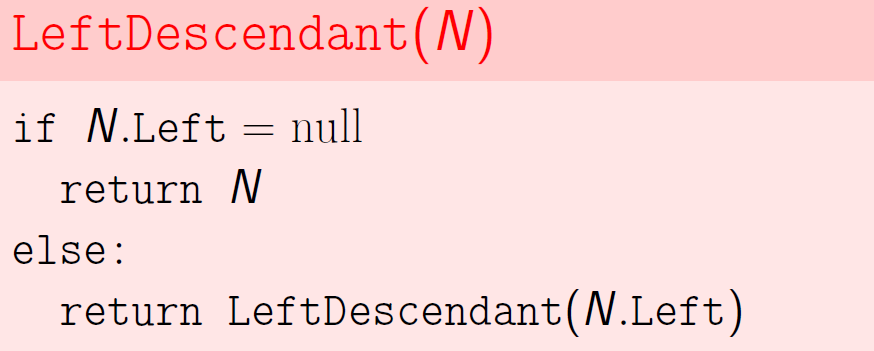 LeftDescendant(N)
if N.Left = null
return N
else:
return LeftDescendant(N.Left)